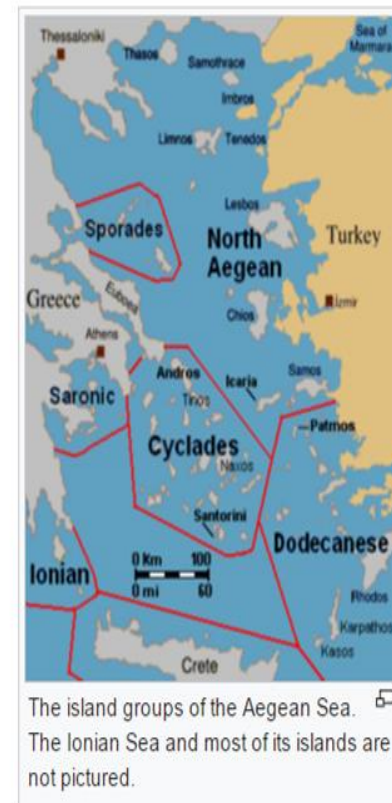 Thessaloniki
Thasos
Samothrace
Sea of
Marmara
Imbros
Limnos
Tenedos
Lesbos
Sporades
North
Aegean
Turkey
Greece
Euboea
Izmir
Chios
Athens
Saronic
Andros
Icaria
Samos
Tinos
Patmos
Cyclades
Naxos
Santorini
Dodecanese
Ionian
0 Km 100
0 mi 60
Rhodos
Karpathos
Kasos
Crete
The island groups of the Aegean Sea.
The Ionian Sea and most of its islands are
not pictured.